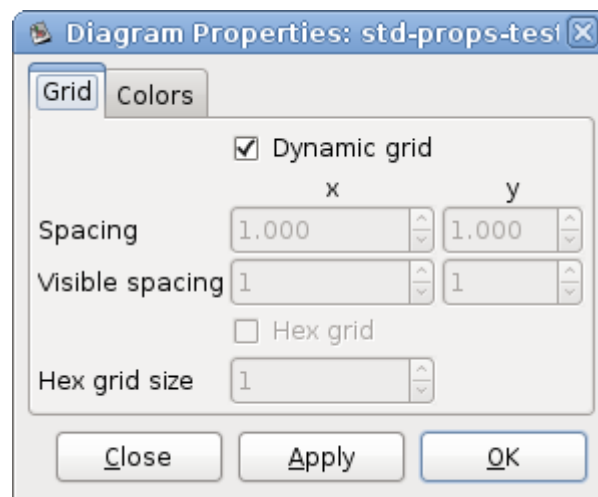 Diagram Properties: std-props-test
Grid Colors
Dynamic grid
x y
Spacing 1.000 1.000
Visible spacing 1 1
Hex grid
Hex grid size 1
Close Apply OK